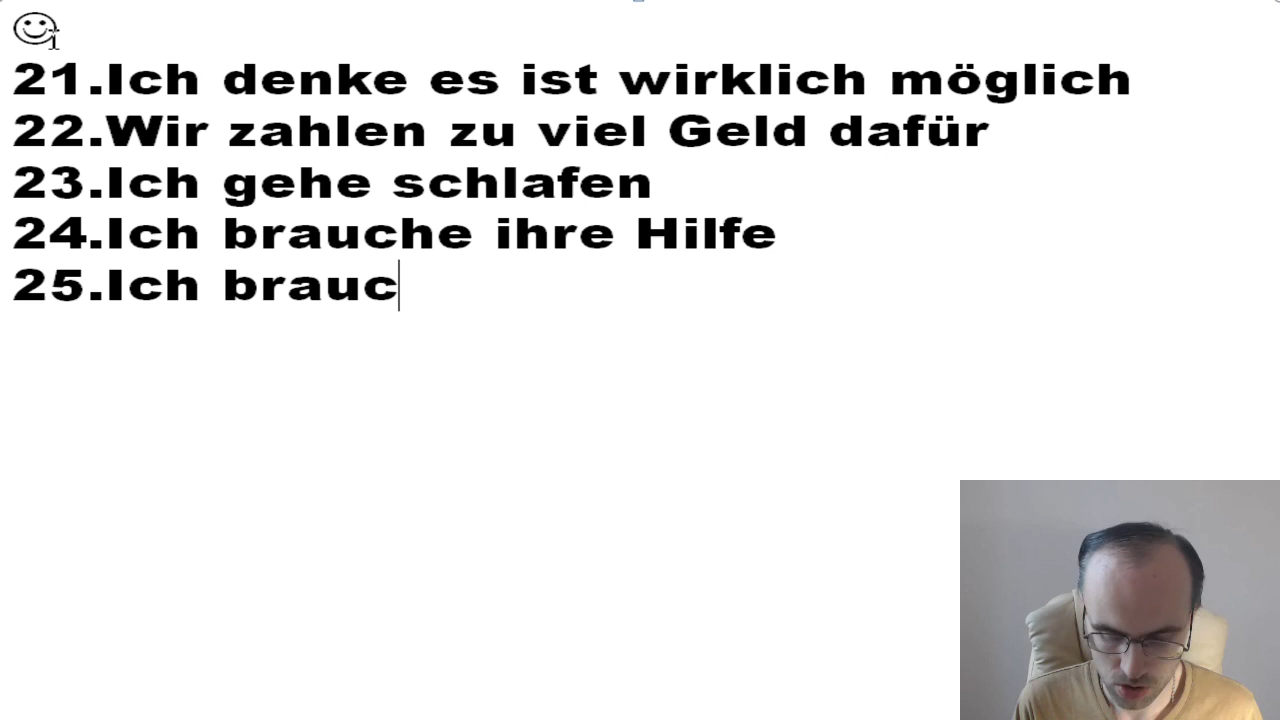 21.Ich denke es ist wirklich möglich
22.Wir zahlen zu viel Geld dafür
23.Ich gehe schlafen
24.Ich brauche ihre Hilfe
25.Ich brauc